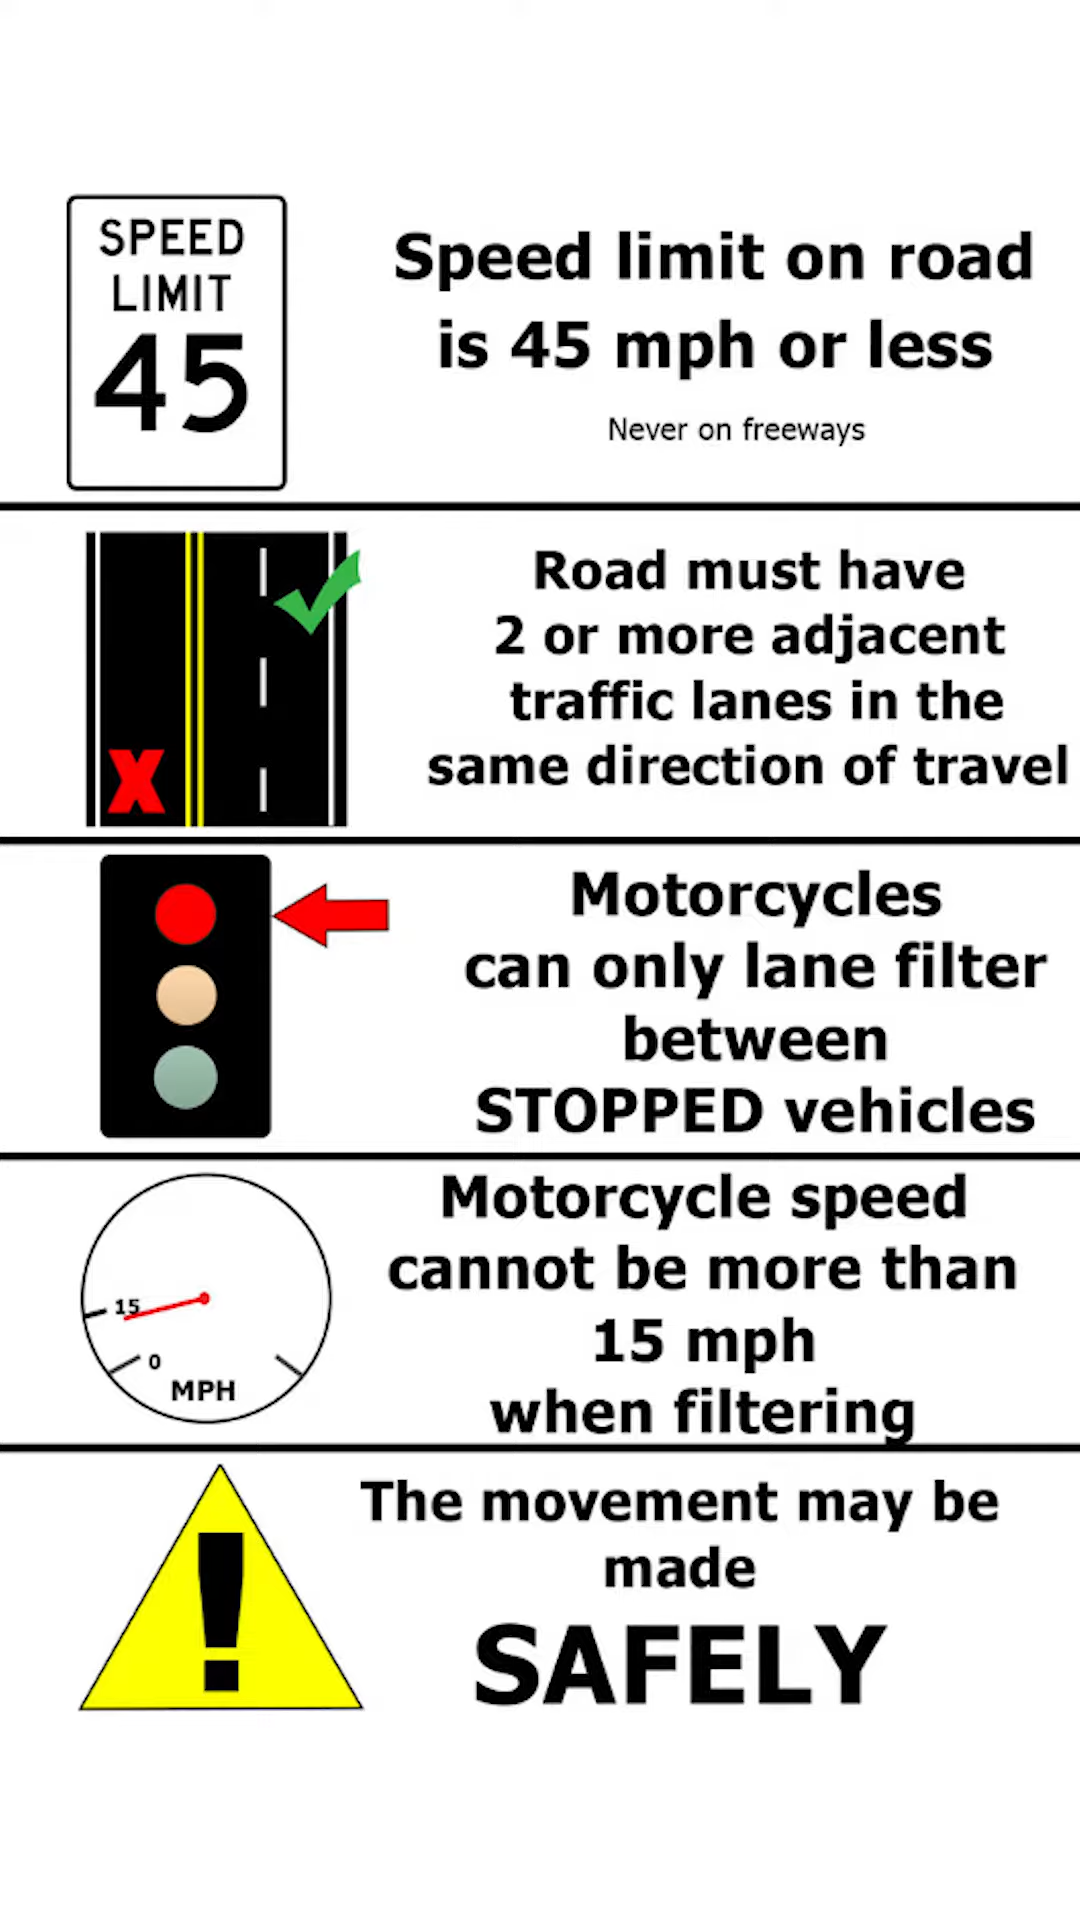 SPEED
LIMIT
45
Speed limit on road
is 45 mph or less
Never on freeways
X
Road must have
2 or more adjacent
traffic lanes in the
same direction of travel
Motorcycles
can only lane filter
between
STOPPED vehicles
15
0
MPH
Motorcycle speed
cannot be more than
15 mph
when filtering
!
The movement may be
made
SAFELY